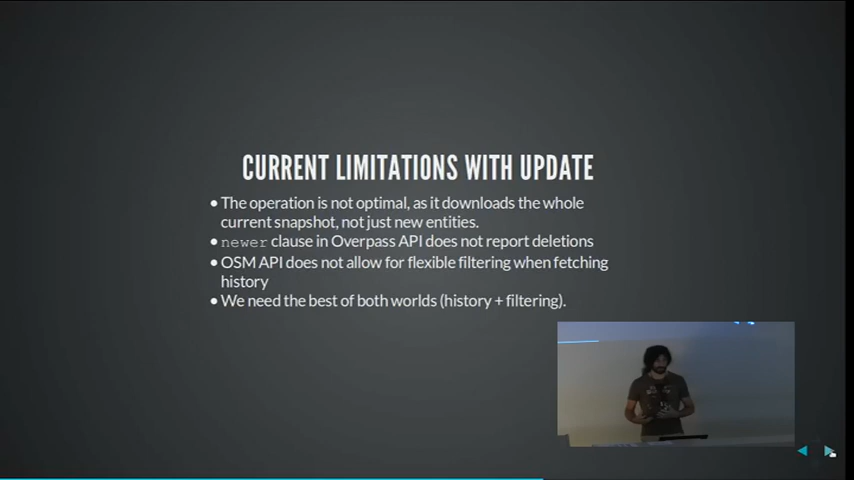 CURRENT LIMITATIONS WITH UPDATE
• The operation is not optimal, as it downloads the whole
current snapshot, not just new entities.
• newer clause in Overpass API does not report deletions
• OSM API does not allow for flexible filtering when fetching
history
• We need the best of both worlds (history + filtering).